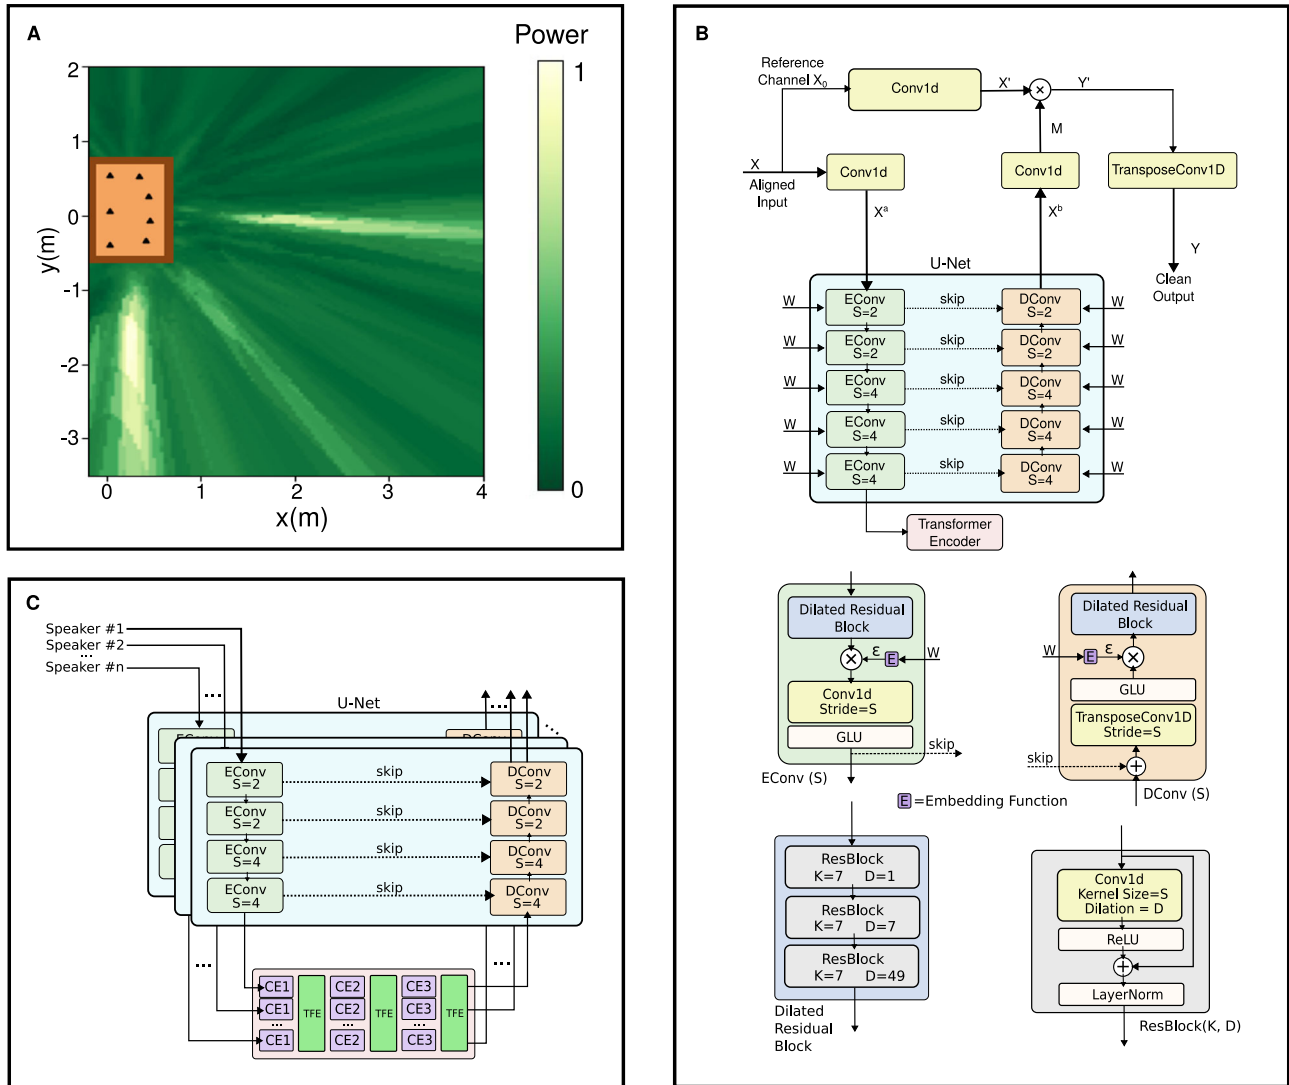 A
Power
1
0
2
1
0
-1
-2
-3
y(m)
0
1
2
3
4
x(m)
B
Reference
Channel X0
Conv1d
X'
×
Y'
M
X
Aligned
Input
Conv1d
Conv1d
TransposeConv1D
Xa
Xb
Y
Clean
Output
U-Net
W
EConv
S=2
skip
DConv
S=2
W
W
EConv
S=2
skip
DConv
S=2
W
W
EConv
S=4
skip
DConv
S=4
W
W
EConv
S=4
skip
DConv
S=4
W
W
EConv
S=4
skip
DConv
S=4
W
Transformer
Encoder
Dilated Residual
Block
×
ε
E
W
Conv1d
Stride=S
GLU
skip
EConv (S)
Dilated Residual
Block
W
E
ε
×
GLU
TransposeConv1D
Stride=S
skip
+
DConv (S)
E
=Embedding Function
ResBlock
K=7 D=1
ResBlock
K=7 D=7
ResBlock
K=7 D=49
Dilated
Residual
Block
Conv1d
Kernel Size=S
Dilation = D
ReLU
+
LayerNorm
ResBlock(K, D)
C
Speaker #1
Speaker #2
...
Speaker #n
...
...
U-Net
EConv
DConv
EConv
S=2
skip
DConv
S=2
EConv
S=2
skip
DConv
S=2
EConv
S=4
skip
DConv
S=4
EConv
S=4
skip
DConv
S=4
...
...
CE1
CE1
...
CE1
TFE
CE2
CE2
...
CE2
TFE
CE3
CE3
...
CE3
TFE